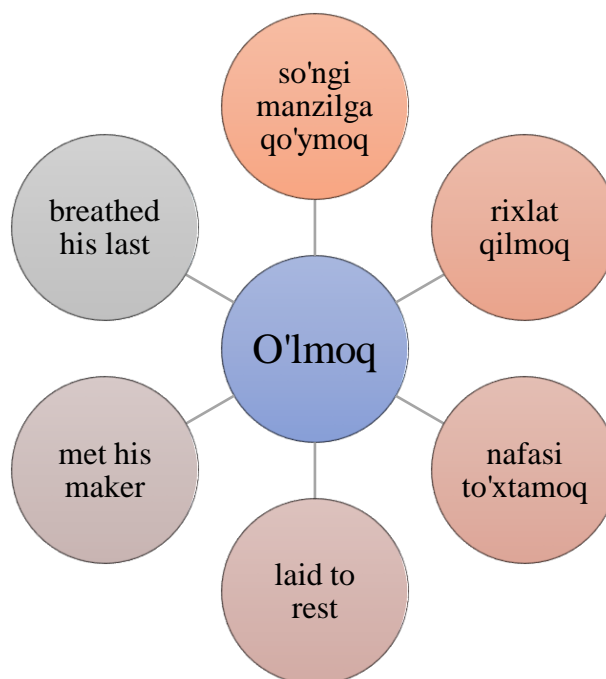 so'ngi
manzilga
qo'ymoq
breathed
his last
rixlat
qilmoq
O'lmoq
met his
maker
nafasi
to'xtamoq
laid to
rest